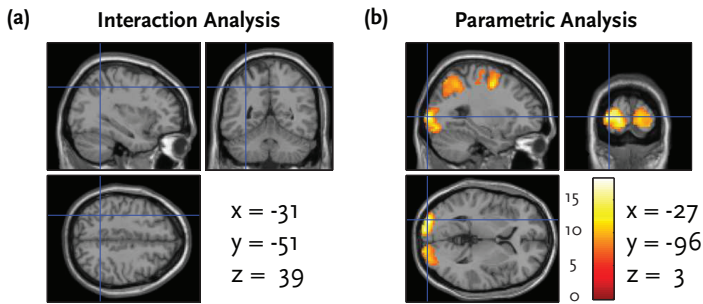 (a) Interaction Analysis
x = -31
y = -51
z = 39
(b) Parametric Analysis
15
10
5
0
x = -27
y = -96
z = 3